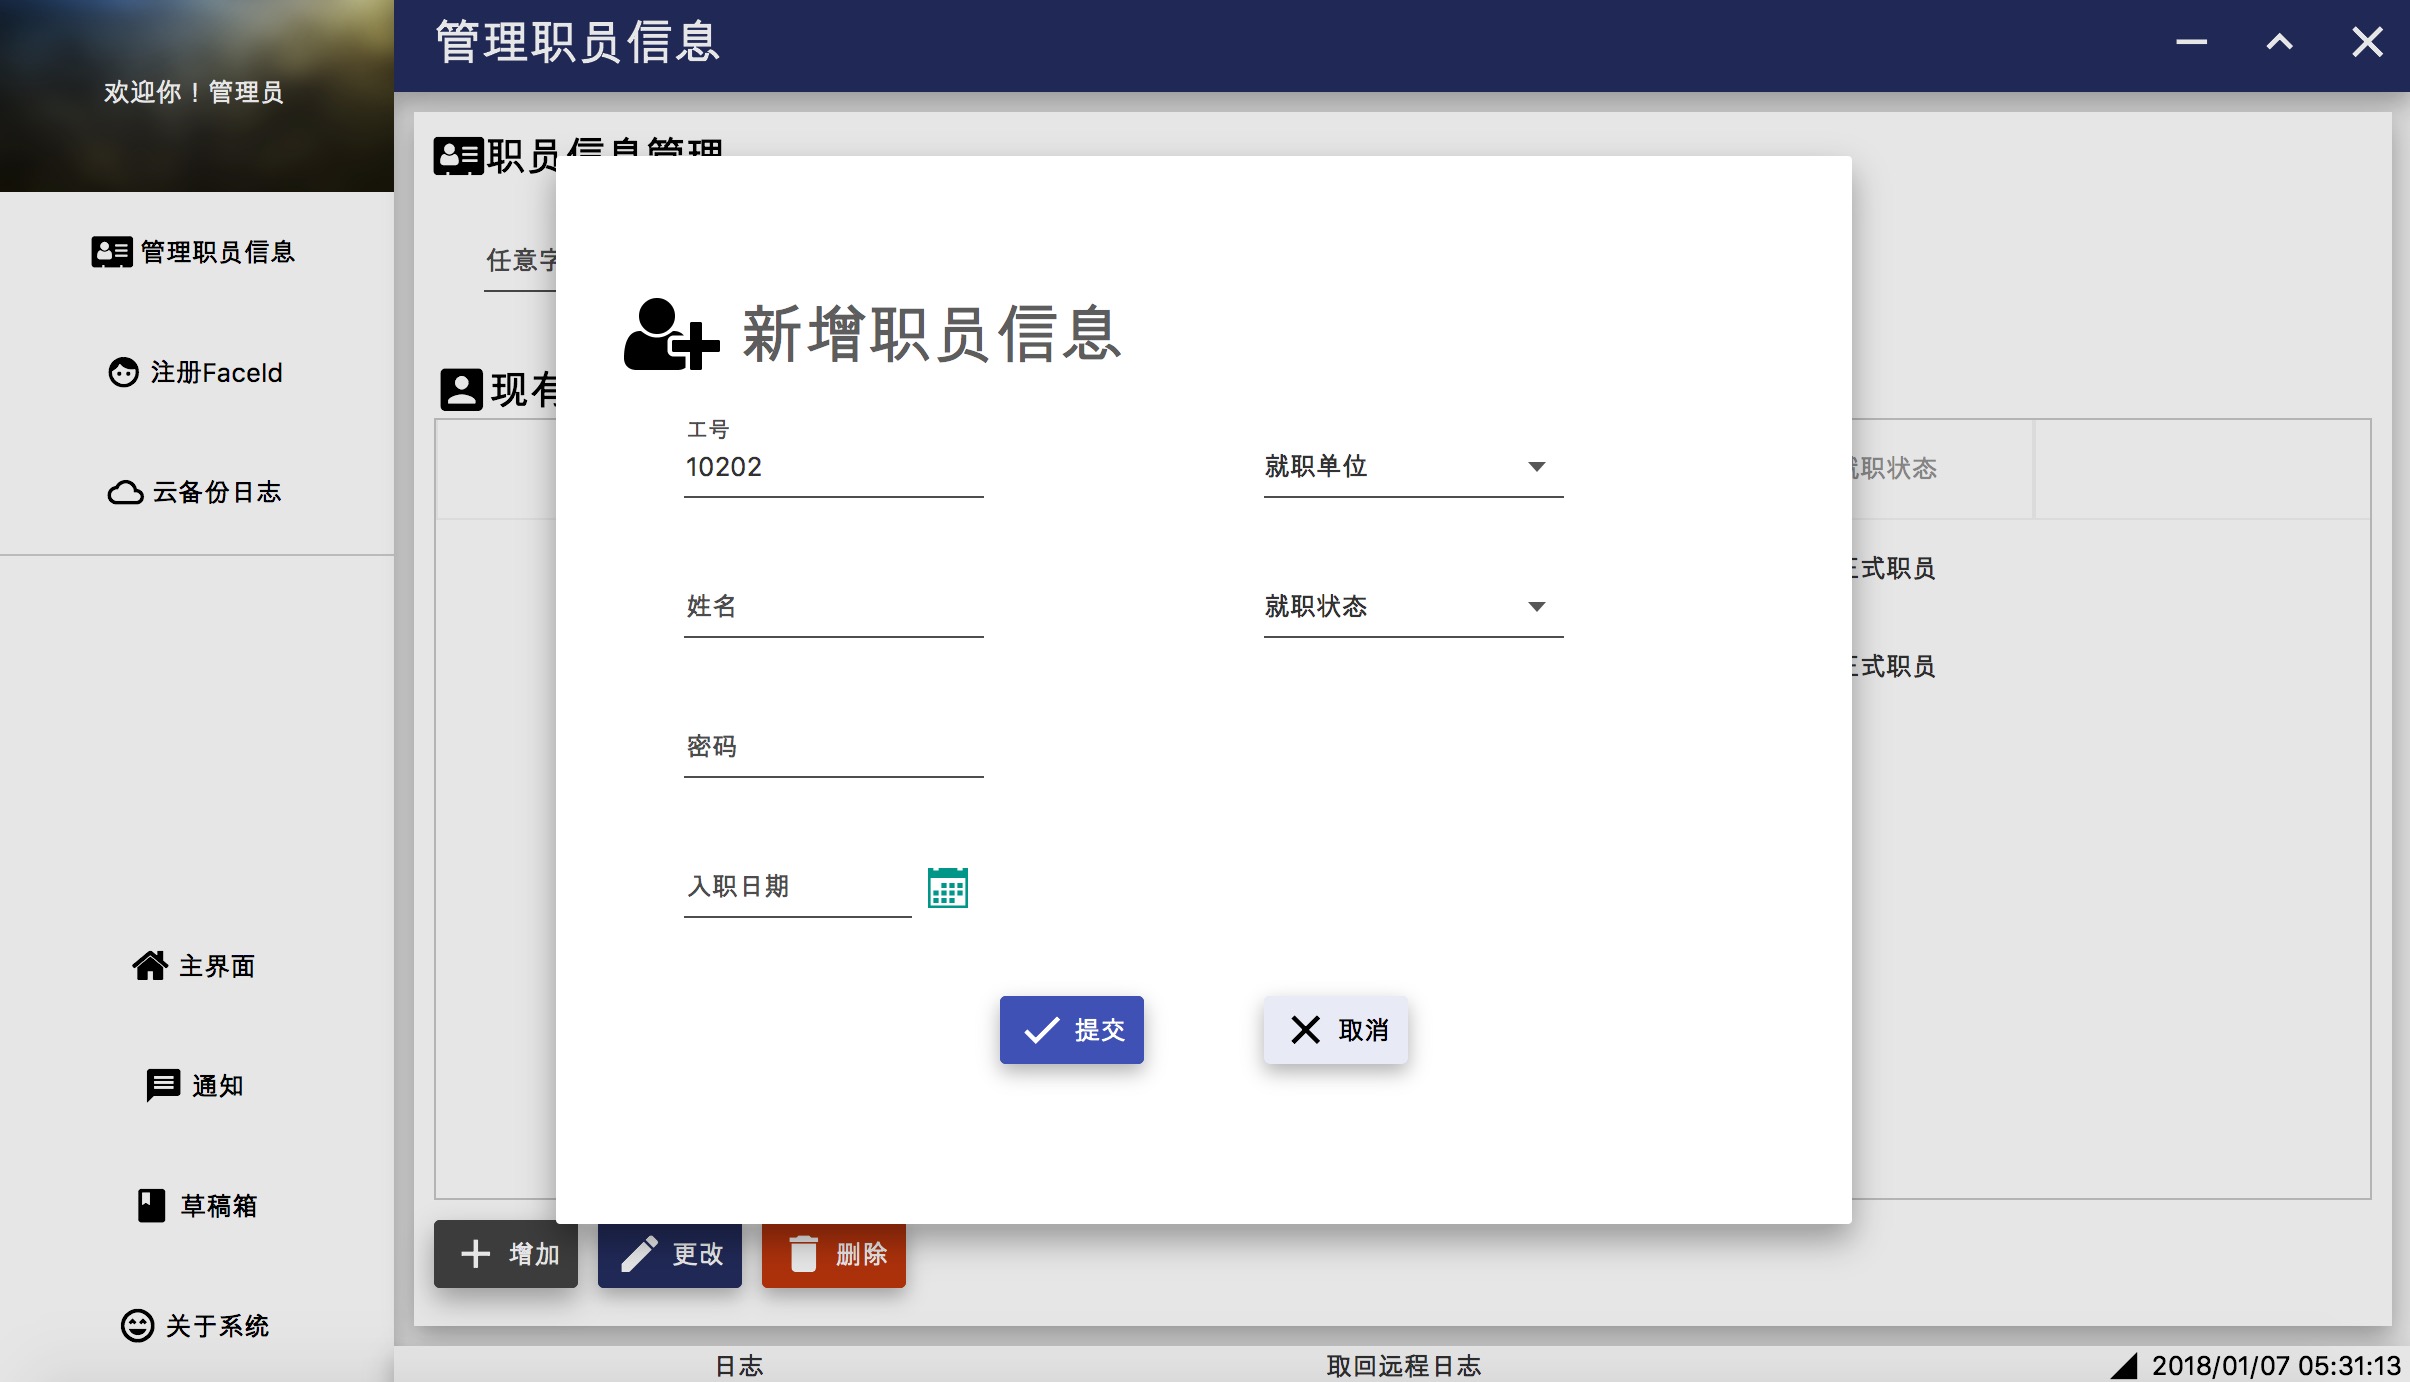 管理职员信息
欢迎你！管理员
管理职员信息
注册FaceId
云备份日志
主界面
通知
草稿箱
关于系统
职员信息管理
任意字
现有
就职状态
正式职员
正式职员
新增职员信息
工号
10202
就职单位
姓名
就职状态
密码
入职日期
提交
取消
增加
更改
删除
日志
取回远程日志
2018/01/07 05:31:13